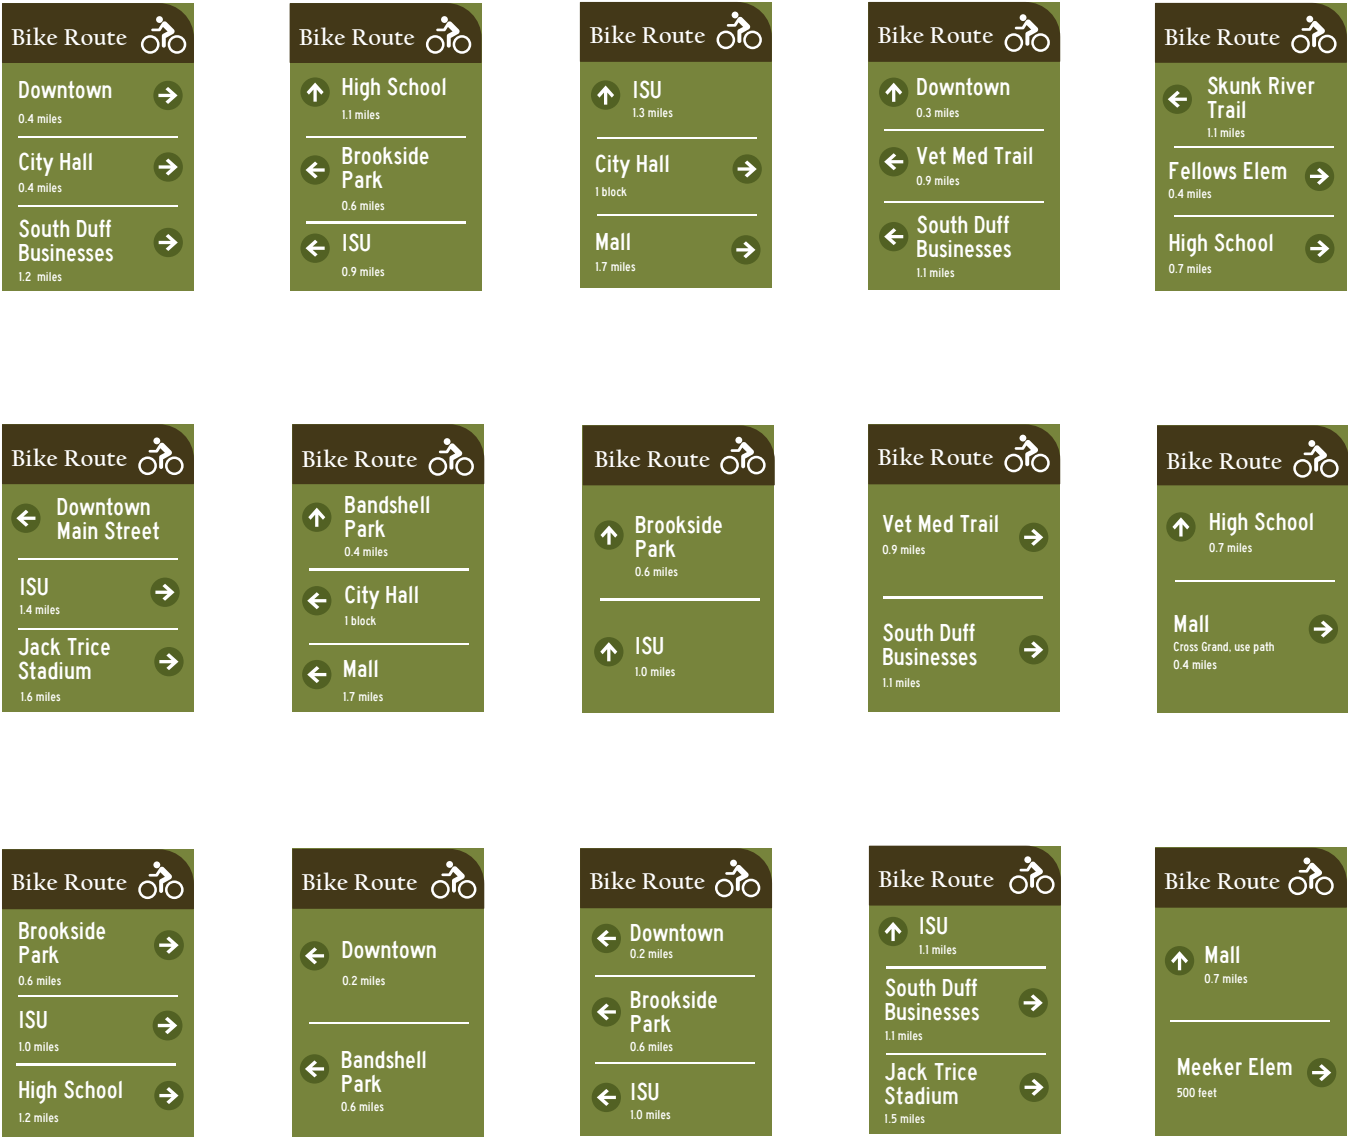 Bike Route
Downtown
0.4 miles
City Hall
0.4 miles
South Duff
Businesses
1.2 miles
Bike Route
High School
1.1 miles
Brookside
Park
0.6 miles
ISU
0.9 miles
Bike Route
ISU
1.3 miles
City Hall
1 block
Mall
1.7 miles
Bike Route
Downtown
0.3 miles
Vet Med Trail
0.9 miles
South Duff
Businesses
1.1 miles
Bike Route
Skunk River
Trail
1.1 miles
Fellows Elem
0.4 miles
High School
0.7 miles
Bike Route
Downtown
Main Street
ISU
1.4 miles
Jack Trice
Stadium
1.6 miles
Bike Route
Bandshell
Park
0.4 miles
City Hall
1 block
Mall
1.7 miles
Bike Route
Brookside
Park
0.6 miles
ISU
1.0 miles
Bike Route
Vet Med Trail
0.9 miles
South Duff
Businesses
1.1 miles
Bike Route
High School
0.7 miles
Mall
Cross Grand, use path
0.4 miles
Bike Route
Brookside
Park
0.6 miles
ISU
1.0 miles
High School
1.2 miles
Bike Route
Downtown
0.2 miles
Bandshell
Park
0.6 miles
Bike Route
Downtown
0.2 miles
Brookside
Park
0.6 miles
ISU
1.0 miles
Bike Route
ISU
1.1 miles
South Duff
Businesses
1.1 miles
Jack Trice
Stadium
1.5 miles
Bike Route
Mall
0.7 miles
Meeker Elem
500 feet